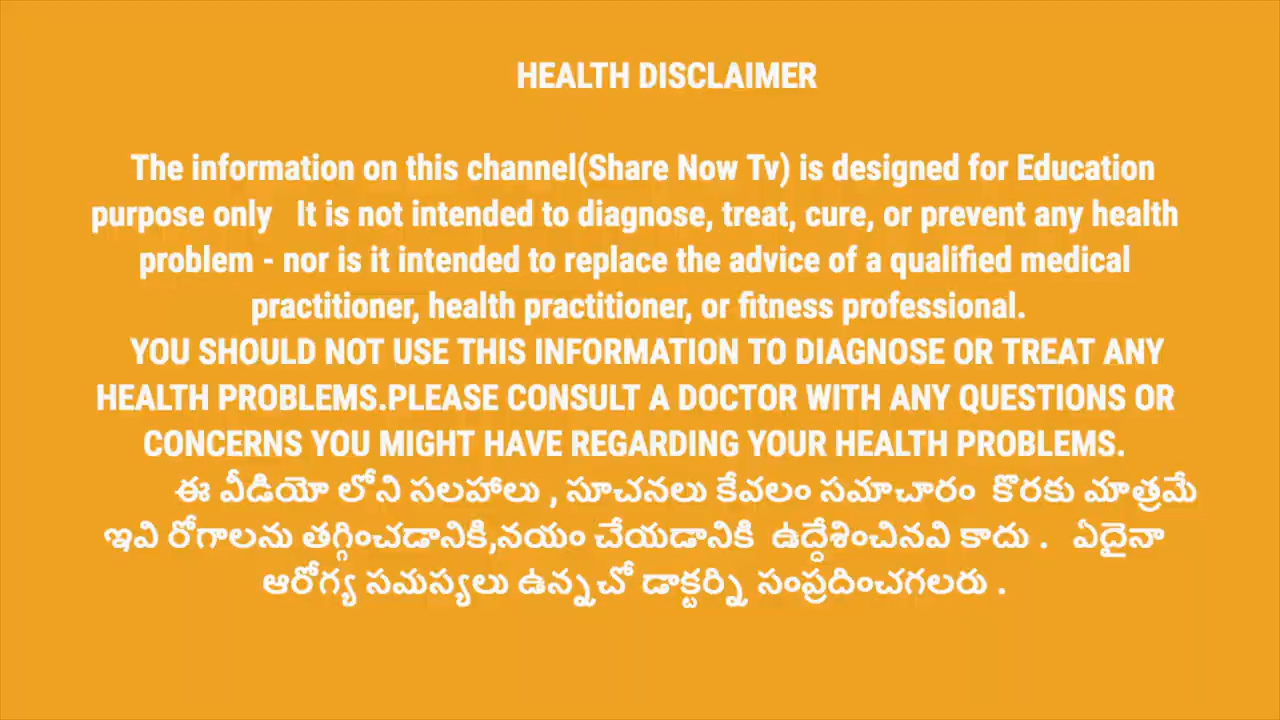 HEALTH DISCLAIMER
The information on this channel(Share Now Tv) is designed for Education
purpose only It is not intended to diagnose, treat, cure, or prevent any health
problem - nor is it intended to replace the advice of a qualified medical
practitioner, health practitioner, or fitness professional.
YOU SHOULD NOT USE THIS INFORMATION TO DIAGNOSE OR TREAT ANY
HEALTH PROBLEMS.PLEASE CONSULT A DOCTOR WITH ANY QUESTIONS OR
CONCERNS YOU MIGHT HAVE REGARDING YOUR HEALTH PROBLEMS.
ఈ వీడియో లోని సలహాలు , సూచనలు కేవలం సమాచారం కొరకు మాత్రమే
ఇవి రోగాలను తగ్గించడానికి,నయం చేయడానికి ఉద్దేశించినవి కాదు . ఏదైనా
ఆరోగ్య సమస్యలు ఉన్నచో డాక్టర్ని సంప్రదించగలరు .